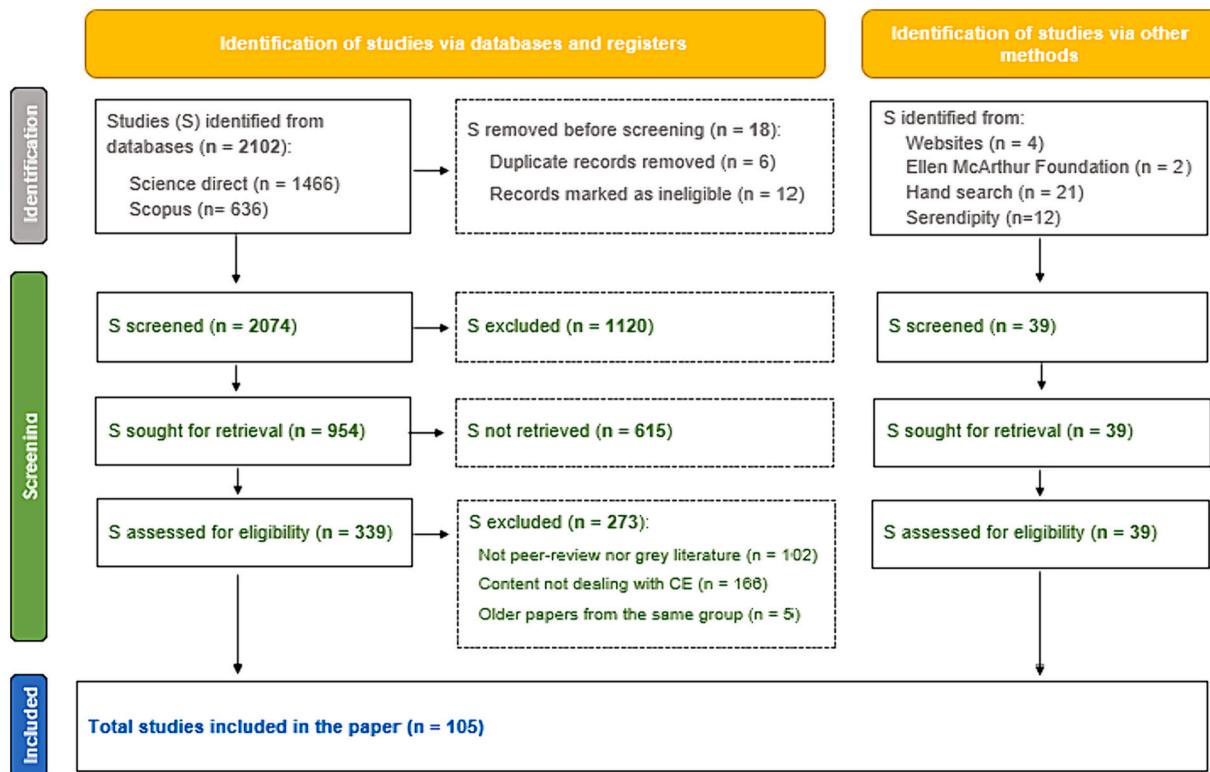 Identification of studies via databases and registers
Identification of studies via other
methods
Identification
Studies (S) identified from
databases (n = 2102):
Science direct (n = 1466)
Scopus (n= 636)
S removed before screening (n = 18):
Duplicate records removed (n = 6)
Records marked as ineligible (n = 12)
S identified from:
Websites (n = 4)
Ellen McArthur Foundation (n = 2)
Hand search (n = 21)
Serendipity (n=12)
Screening
S screened (n = 2074)
S excluded (n = 1120)
S screened (n = 39)
S sought for retrieval (n = 954)
S not retrieved (n = 615)
S sought for retrieval (n = 39)
S assessed for eligibility (n = 339)
S excluded (n = 273):
Not peer-review nor grey literature (n = 102)
Content not dealing with CE (n = 166)
Older papers from the same group (n = 5)
S assessed for eligibility (n = 39)
Included
Total studies included in the paper (n = 105)